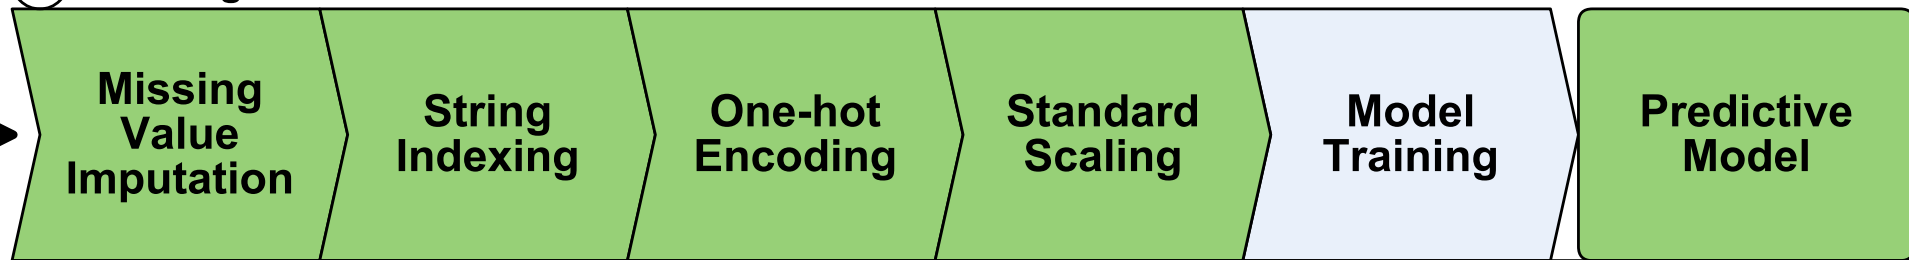 Missing
Value
Imputation
String
Indexing
One-hot
Encoding
Standard
Scaling
Model
Training
Predictive
Model